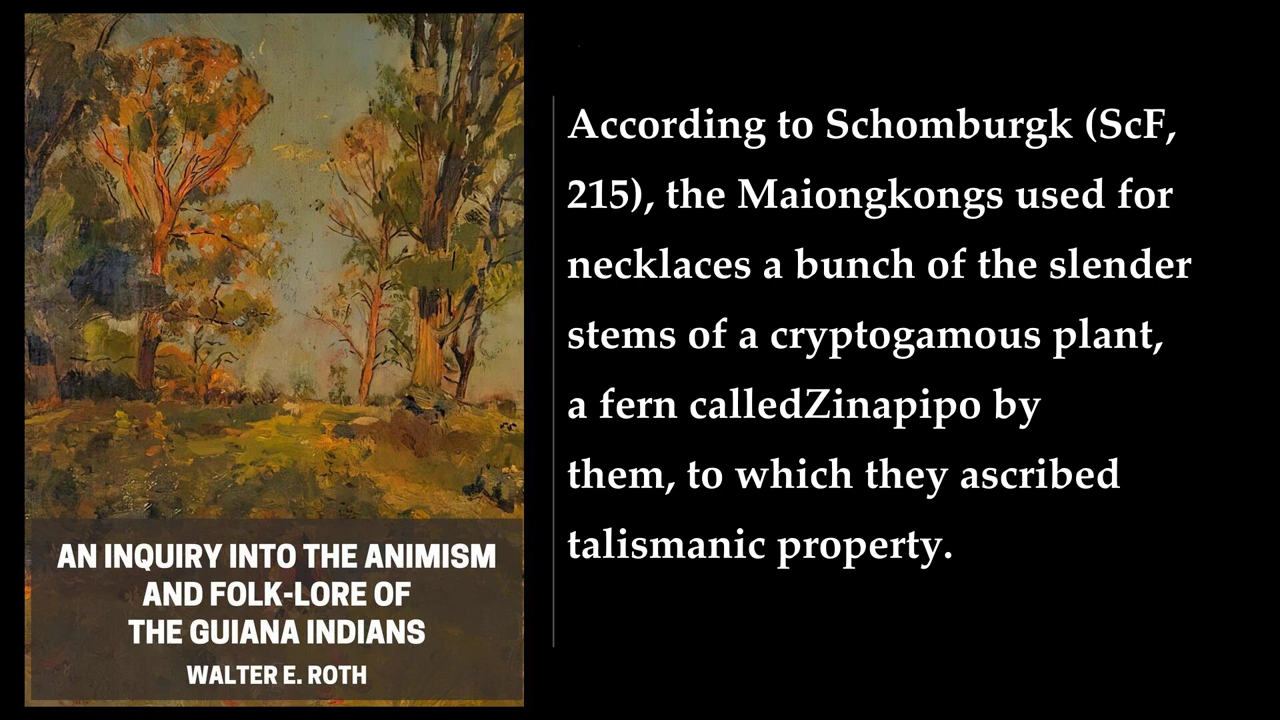 AN INQUIRY INTO THE ANIMISM
AND FOLK-LORE OF
THE GUIANA INDIANS
WALTER E. ROTH
According to Schomburgk (ScF,
215), the Maiongkongs used for
necklaces a bunch of the slender
stems of a cryptogamous plant,
a fern calledZinapipo by
them, to which they ascribed
talismanic property.